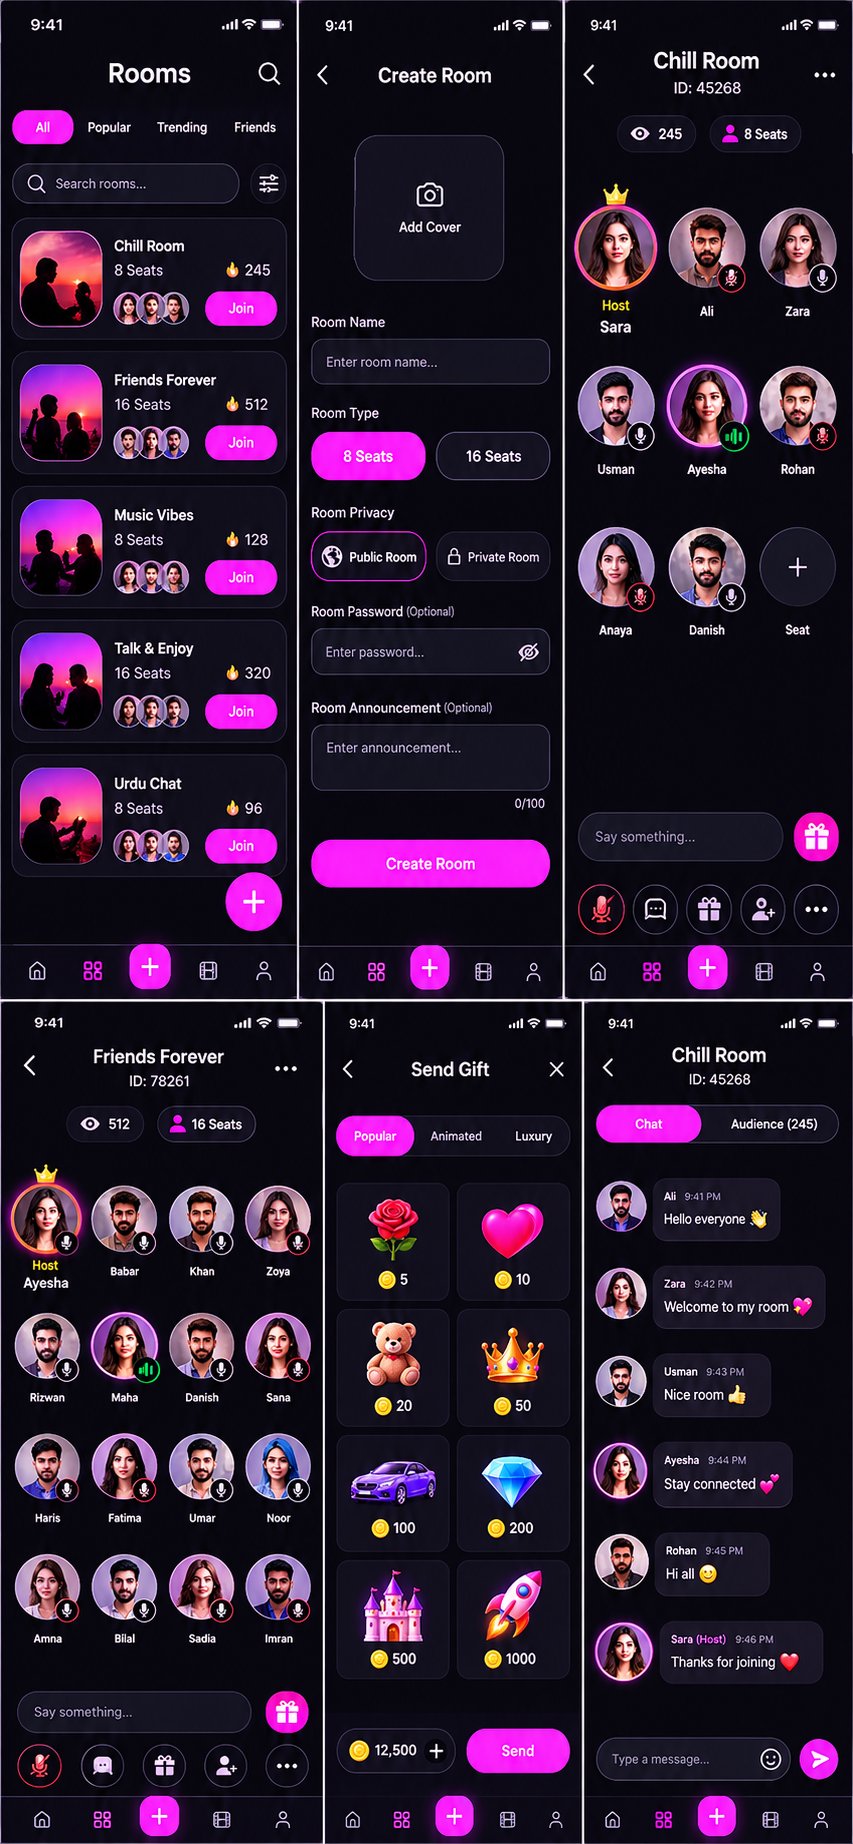 9:41
Rooms
All
Popular
Trending
Friends
Search rooms...
Chill Room
8 Seats
245
Join
Friends Forever
16 Seats
512
Join
Music Vibes
8 Seats
128
Join
Talk & Enjoy
16 Seats
320
Join
Urdu Chat
8 Seats
96
Join
9:41
Create Room
Add Cover
Room Name
Enter room name...
Room Type
8 Seats
16 Seats
Room Privacy
Public Room
Private Room
Room Password (Optional)
Enter password...
Room Announcement (Optional)
Enter announcement...
0/100
Create Room
9:41
Chill Room
ID: 45268
245
8 Seats
Host
Sara
Ali
Zara
Usman
Ayesha
Rohan
Anaya
Danish
Seat
Say something...
9:41
Friends Forever
ID: 78261
512
16 Seats
Host
Ayesha
Babar
Khan
Zoya
Rizwan
Maha
Danish
Sana
Haris
Fatima
Umar
Noor
Amna
Bilal
Sadia
Imran
Say something...
9:41
Send Gift
Popular
Animated
Luxury
5
10
20
50
100
200
500
1000
12,500
Send
9:41
Chill Room
ID: 45268
Chat
Audience (245)
Ali 9:41 PM
Hello everyone 👋
Zara 9:42 PM
Welcome to my room 💖
Usman 9:43 PM
Nice room 👍
Ayesha 9:44 PM
Stay connected 💕
Rohan 9:45 PM
Hi all 🙂
Sara (Host) 9:46 PM
Thanks for joining ❤️
Type a message...